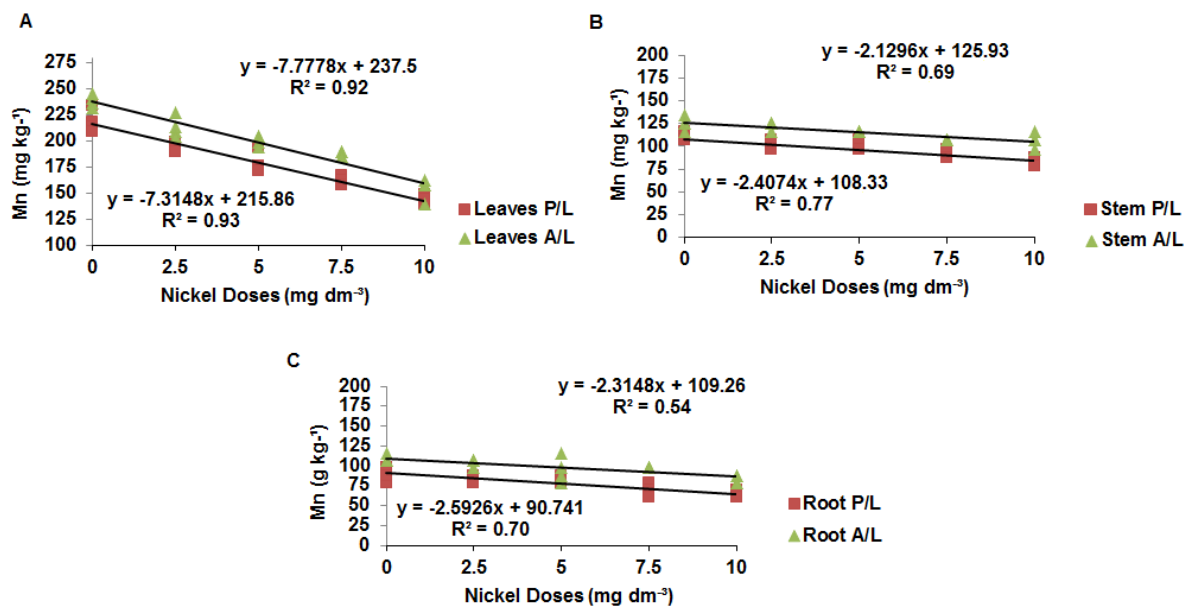 A
275
250
225
200
175
150
125
100
Mn (mg kg⁻¹)
y = -7.7778x + 237.5
R² = 0.92
y = -7.3148x + 215.86
R² = 0.93
0 2.5 5 7.5 10
Nickel Doses (mg dm⁻³)
Leaves P/L
Leaves A/L
B
200
175
150
125
100
75
50
25
0
Mn (mg kg⁻¹)
y = -2.1296x + 125.93
R² = 0.69
y = -2.4074x + 108.33
R² = 0.77
0 2.5 5 7.5 10
Nickel Doses (mg dm⁻³)
Stem P/L
Stem A/L
C
200
175
150
125
100
75
50
25
0
Mn (g kg⁻¹)
y = -2.3148x + 109.26
R² = 0.54
y = -2.5926x + 90.741
R² = 0.70
0 2.5 5 7.5 10
Nickel Doses (mg dm⁻³)
Root P/L
Root A/L